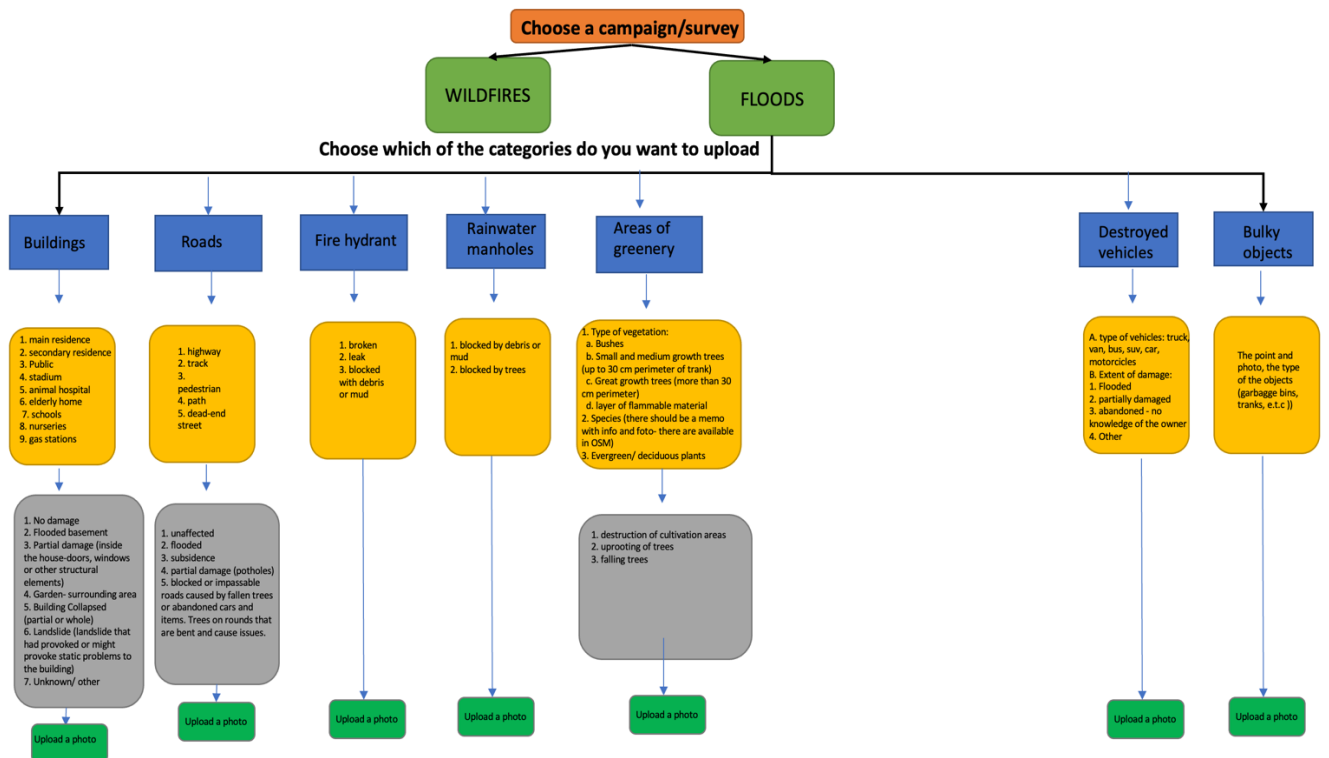 Choose a campaign/survey
WILDFIRES
FLOODS
Choose which of the categories do you want to upload
Buildings
Roads
Fire hydrant
Rainwater
manholes
Areas of
greenery
Destroyed
vehicles
Bulky
objects
1. main residence
2. secondary residence
3. Public
4. stadium
5. animal hospital
6. elderly home
7. schools
8. nurseries
9. gas stations
1. highway
2. track
3.
pedestrian
4. path
5. dead-end
street
1. broken
2. leak
3. blocked
with debris
or mud
1. blocked by debris or
mud
2. blocked by trees
1. Type of vegetation:
a. Bushes
b. Small and medium growth trees
(up to 30 cm perimeter of trank)
c. Great growth trees (more than 30
cm perimeter)
d. layer of flammable material
2. Species (there should be a memo
with info and foto- there are available
in OSM)
3. Evergreen/ deciduous plants
A. type of vehicles: truck,
van, bus, suv, car,
motorcicles
B. Extent of damage:
1. Flooded
2. partially damaged
3. abandoned - no
knowledge of the owner
4. Other
The point and
photo, the type
of the objects
(garbagge bins,
tranks, e.t.c ))
1. No damage
2. Flooded basement
3. Partial damage (inside
the house-doors, windows
or other structural
elements)
4. Garden- surrounding area
5. Building Collapsed
(partial or whole)
6. Landslide (landslide that
had provoked or might
provoke static problems to
the building)
7. Unknown/ other
1. unaffected
2. flooded
3. subsidence
4. partial damage (potholes)
5. blocked or impassable
roads caused by fallen trees
or abandoned cars and
items. Trees on rounds that
are bent and cause issues.
1. destruction of cultivation areas
2. uprooting of trees
3. falling trees
Upload a photo
Upload a photo
Upload a photo
Upload a photo
Upload a photo
Upload a photo
Upload a photo